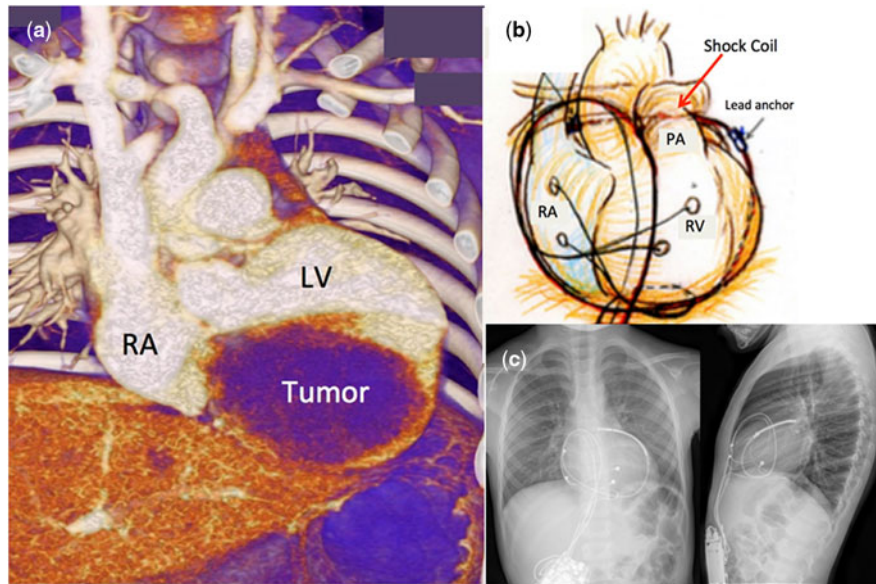 (a)
LV
RA
Tumor
(b)
Shock Coil
Lead anchor
PA
RA
RV
(c)